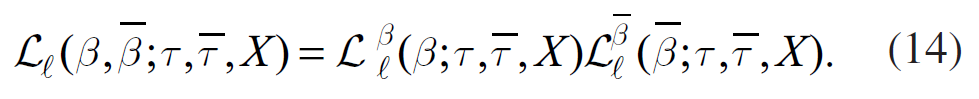 ℒ_ℓ(β, β̅; τ, τ̅, X) = ℒ_ℓ^β(β; τ, τ̅, X)ℒ_ℓ^β̅(β̅; τ, τ̅, X). (14)